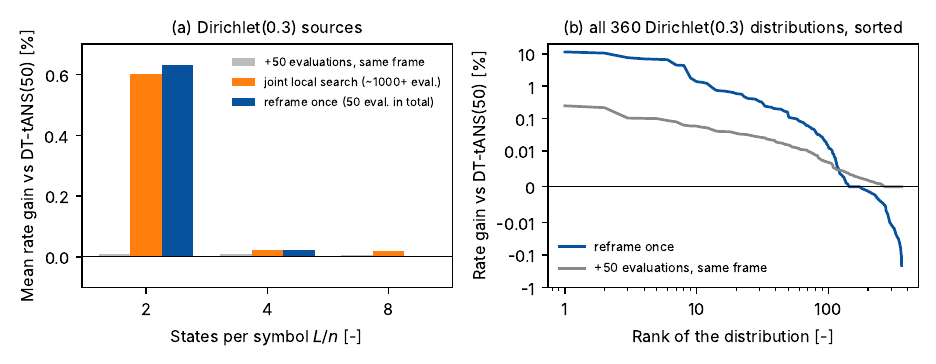 (a) Dirichlet(0.3) sources
Mean rate gain vs DT-tANS(50) [%]
0.6
0.4
0.2
0.0
+50 evaluations, same frame
joint local search (~1000+ eval.)
reframe once (50 eval. in total)
2
4
8
States per symbol L/n [-]
(b) all 360 Dirichlet(0.3) distributions, sorted
Rate gain vs DT-tANS(50) [%]
10
1
0.1
0.01
0
-0.01
-0.1
-1
reframe once
+50 evaluations, same frame
1
10
100
Rank of the distribution [-]